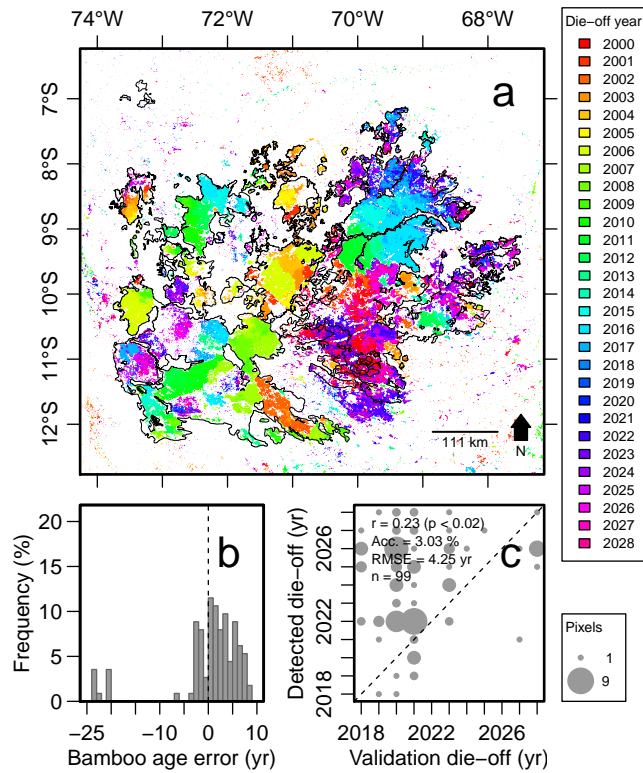 74°W 72°W 70°W 68°W
Die−off year
2000
2001
2002
2003
2004
2005
2006
2007
2008
2009
2010
2011
2012
2013
2014
2015
2016
2017
2018
2019
2020
2021
2022
2023
2024
2025
2026
2027
2028
a
7°S
8°S
9°S
10°S
11°S
12°S
111 km
N
b
Frequency (%)
0 5 10 15 20
−25 −10 0 10
Bamboo age error (yr)
c
r = 0.23 (p < 0.02)
Acc. = 3.03 %
RMSE = 4.25 yr
n = 99
Detected die−off (yr)
2018 2022 2026
2018 2022 2026
Validation die−off (yr)
Pixels
1
9